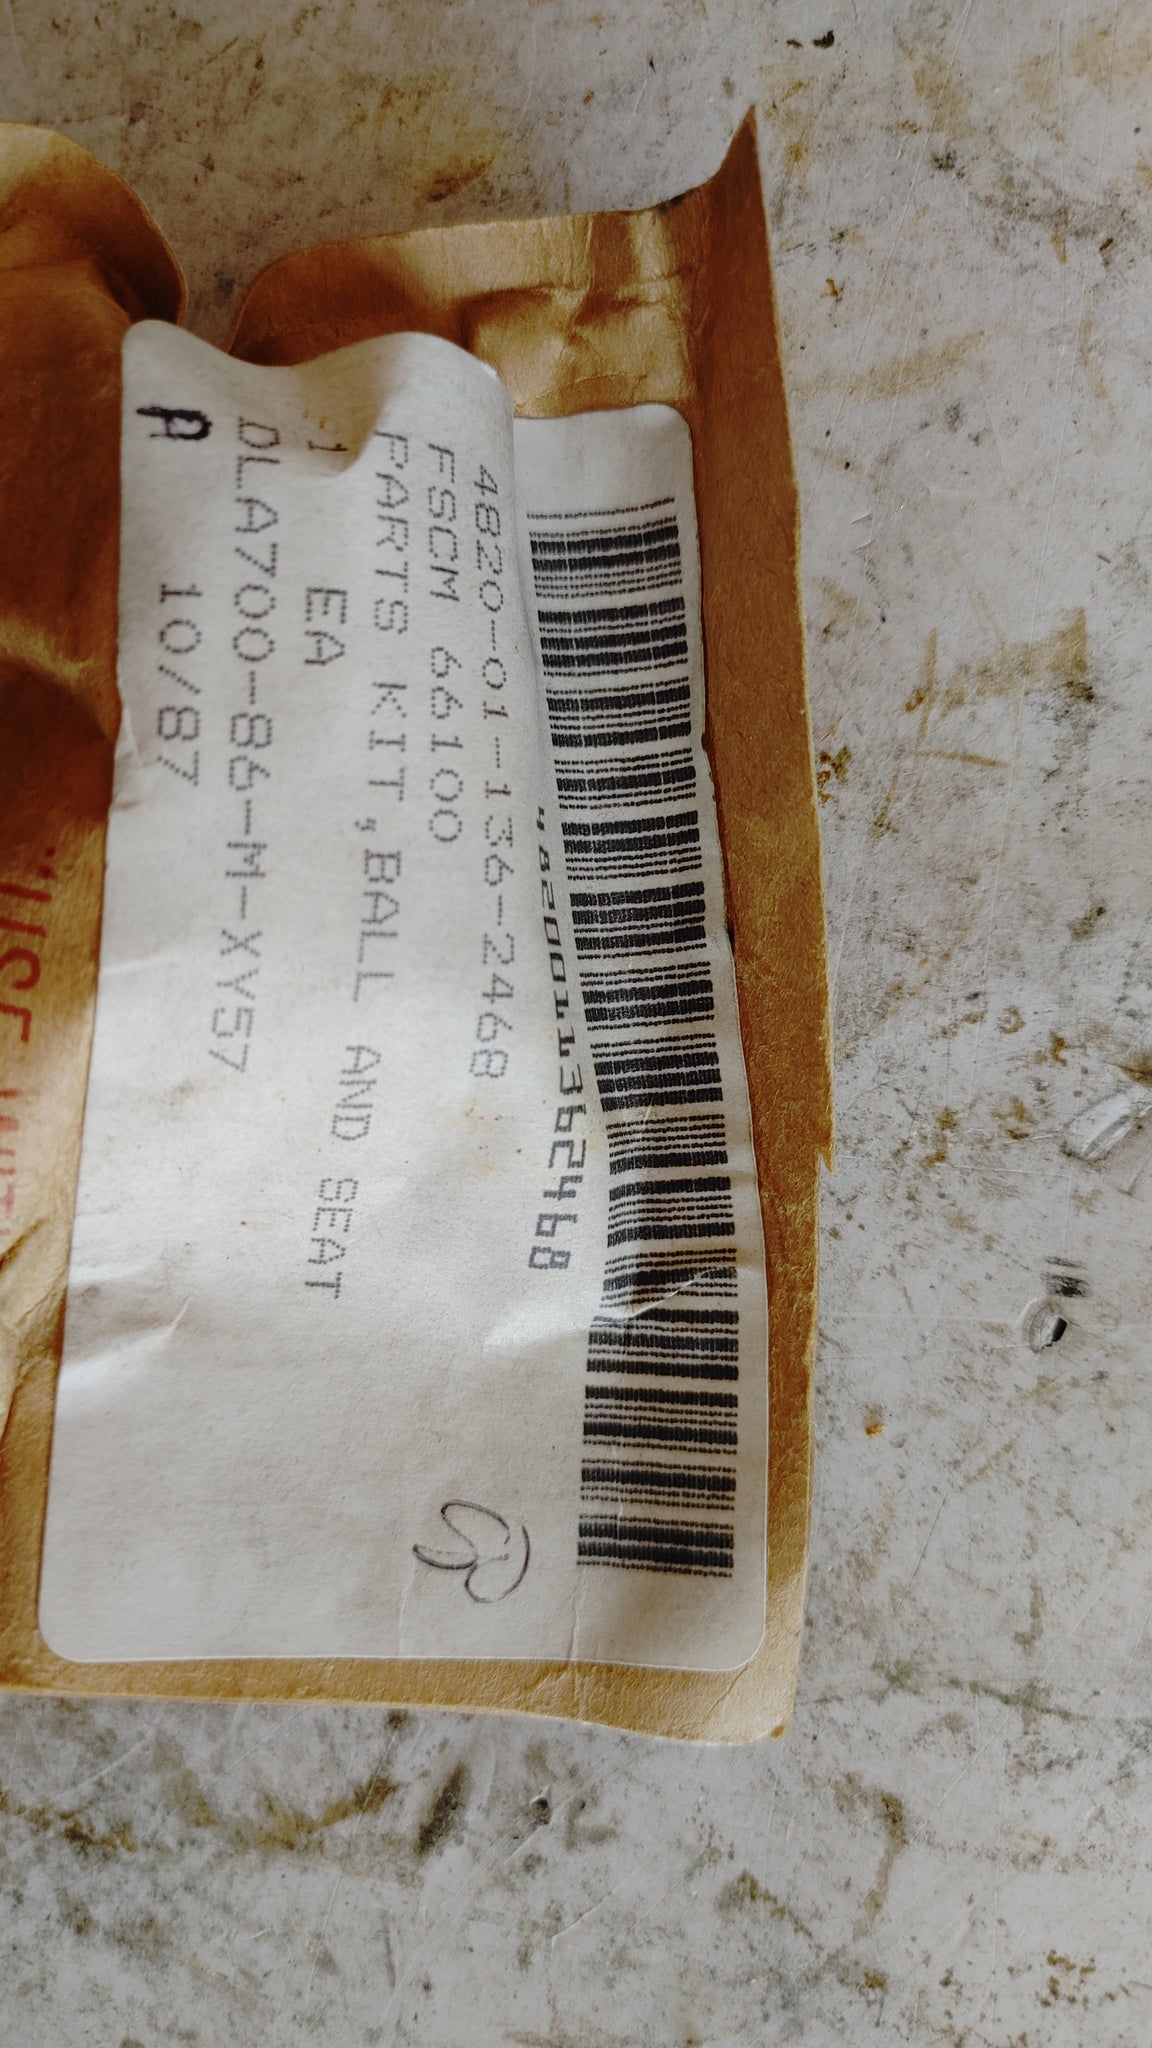 4820011362468
4820-01-136-2468
FSCM 66100
PARTS KIT,BALL AND SEAT
1 EA
DLA700-86-M-XY57
A 10/87